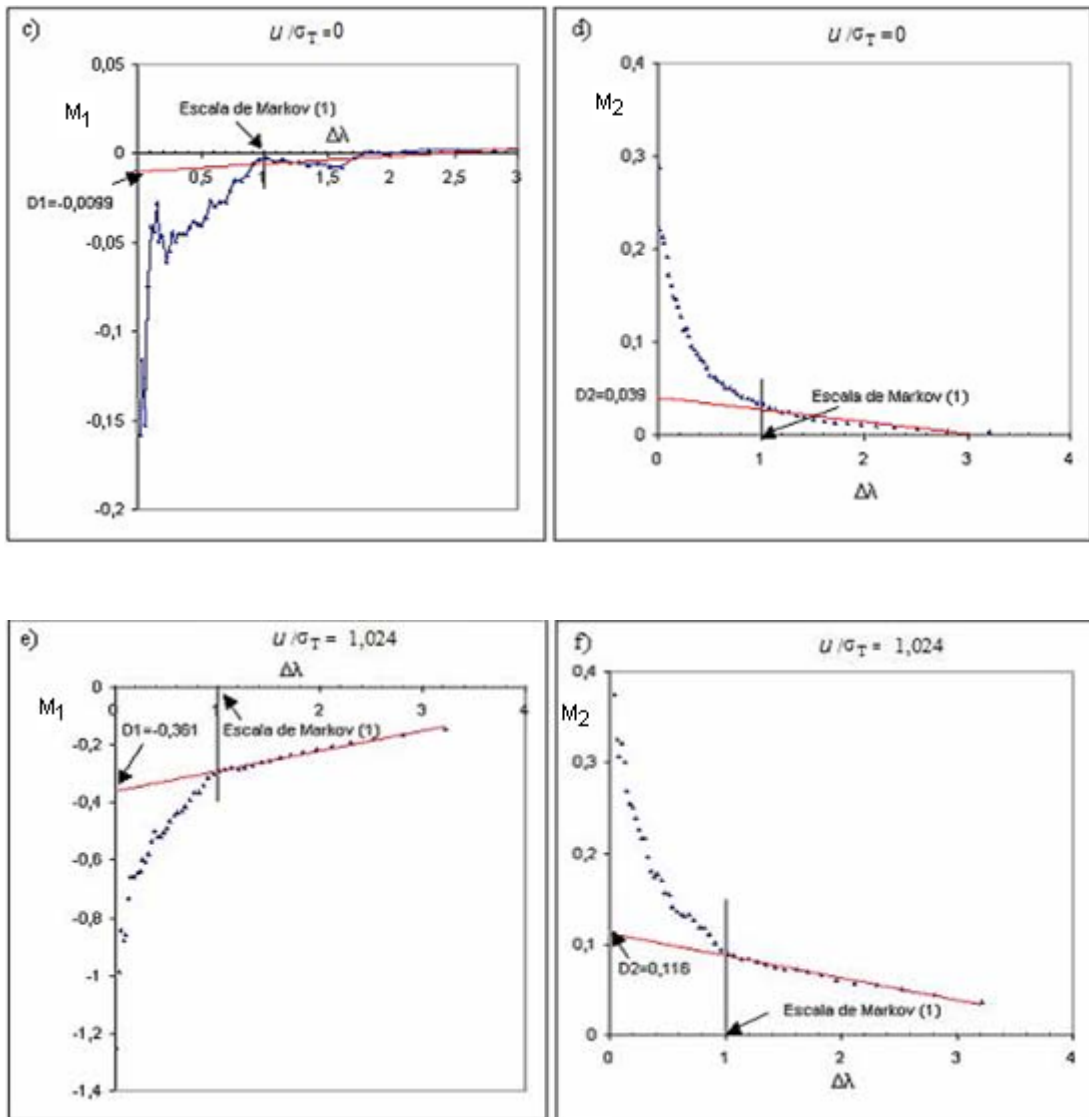 c)
u /σT =0
0,05
M1
Escala de Markov (1)
Δλ
0
0,5
1
1,5
2
2,5
3
D1=-0,0099
-0,05
-0,1
-0,15
-0,2
d)
u /σT =0
0,4
M2
0,3
0,2
0,1
D2=0,039
Escala de Markov (1)
0
0
1
2
3
4
Δλ
e)
u /σT = 1,024
Δλ
0
M1
0
1
2
3
4
D1=-0,361
Escala de Markov (1)
-0,2
-0,4
-0,6
-0,8
-1
-1,2
-1,4
f)
u /σT = 1,024
0,4
M2
0,3
0,2
0,1
D2=0,116
Escala de Markov (1)
0
0
1
2
3
4
Δλ